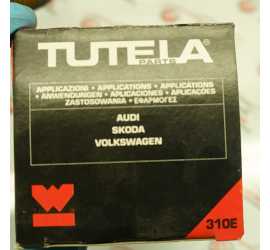 TUTELA
PARTS
APPLICAZIONI • APPLICATIONS • APPLICATIONS
• ANWENDUNGEN • APLICACIONES • APLICAÇÕES
ZASTOSOWANIA • ΕΦΑΡΜΟΓΕΣ
AUDI
SKODA
VOLKSWAGEN
310E